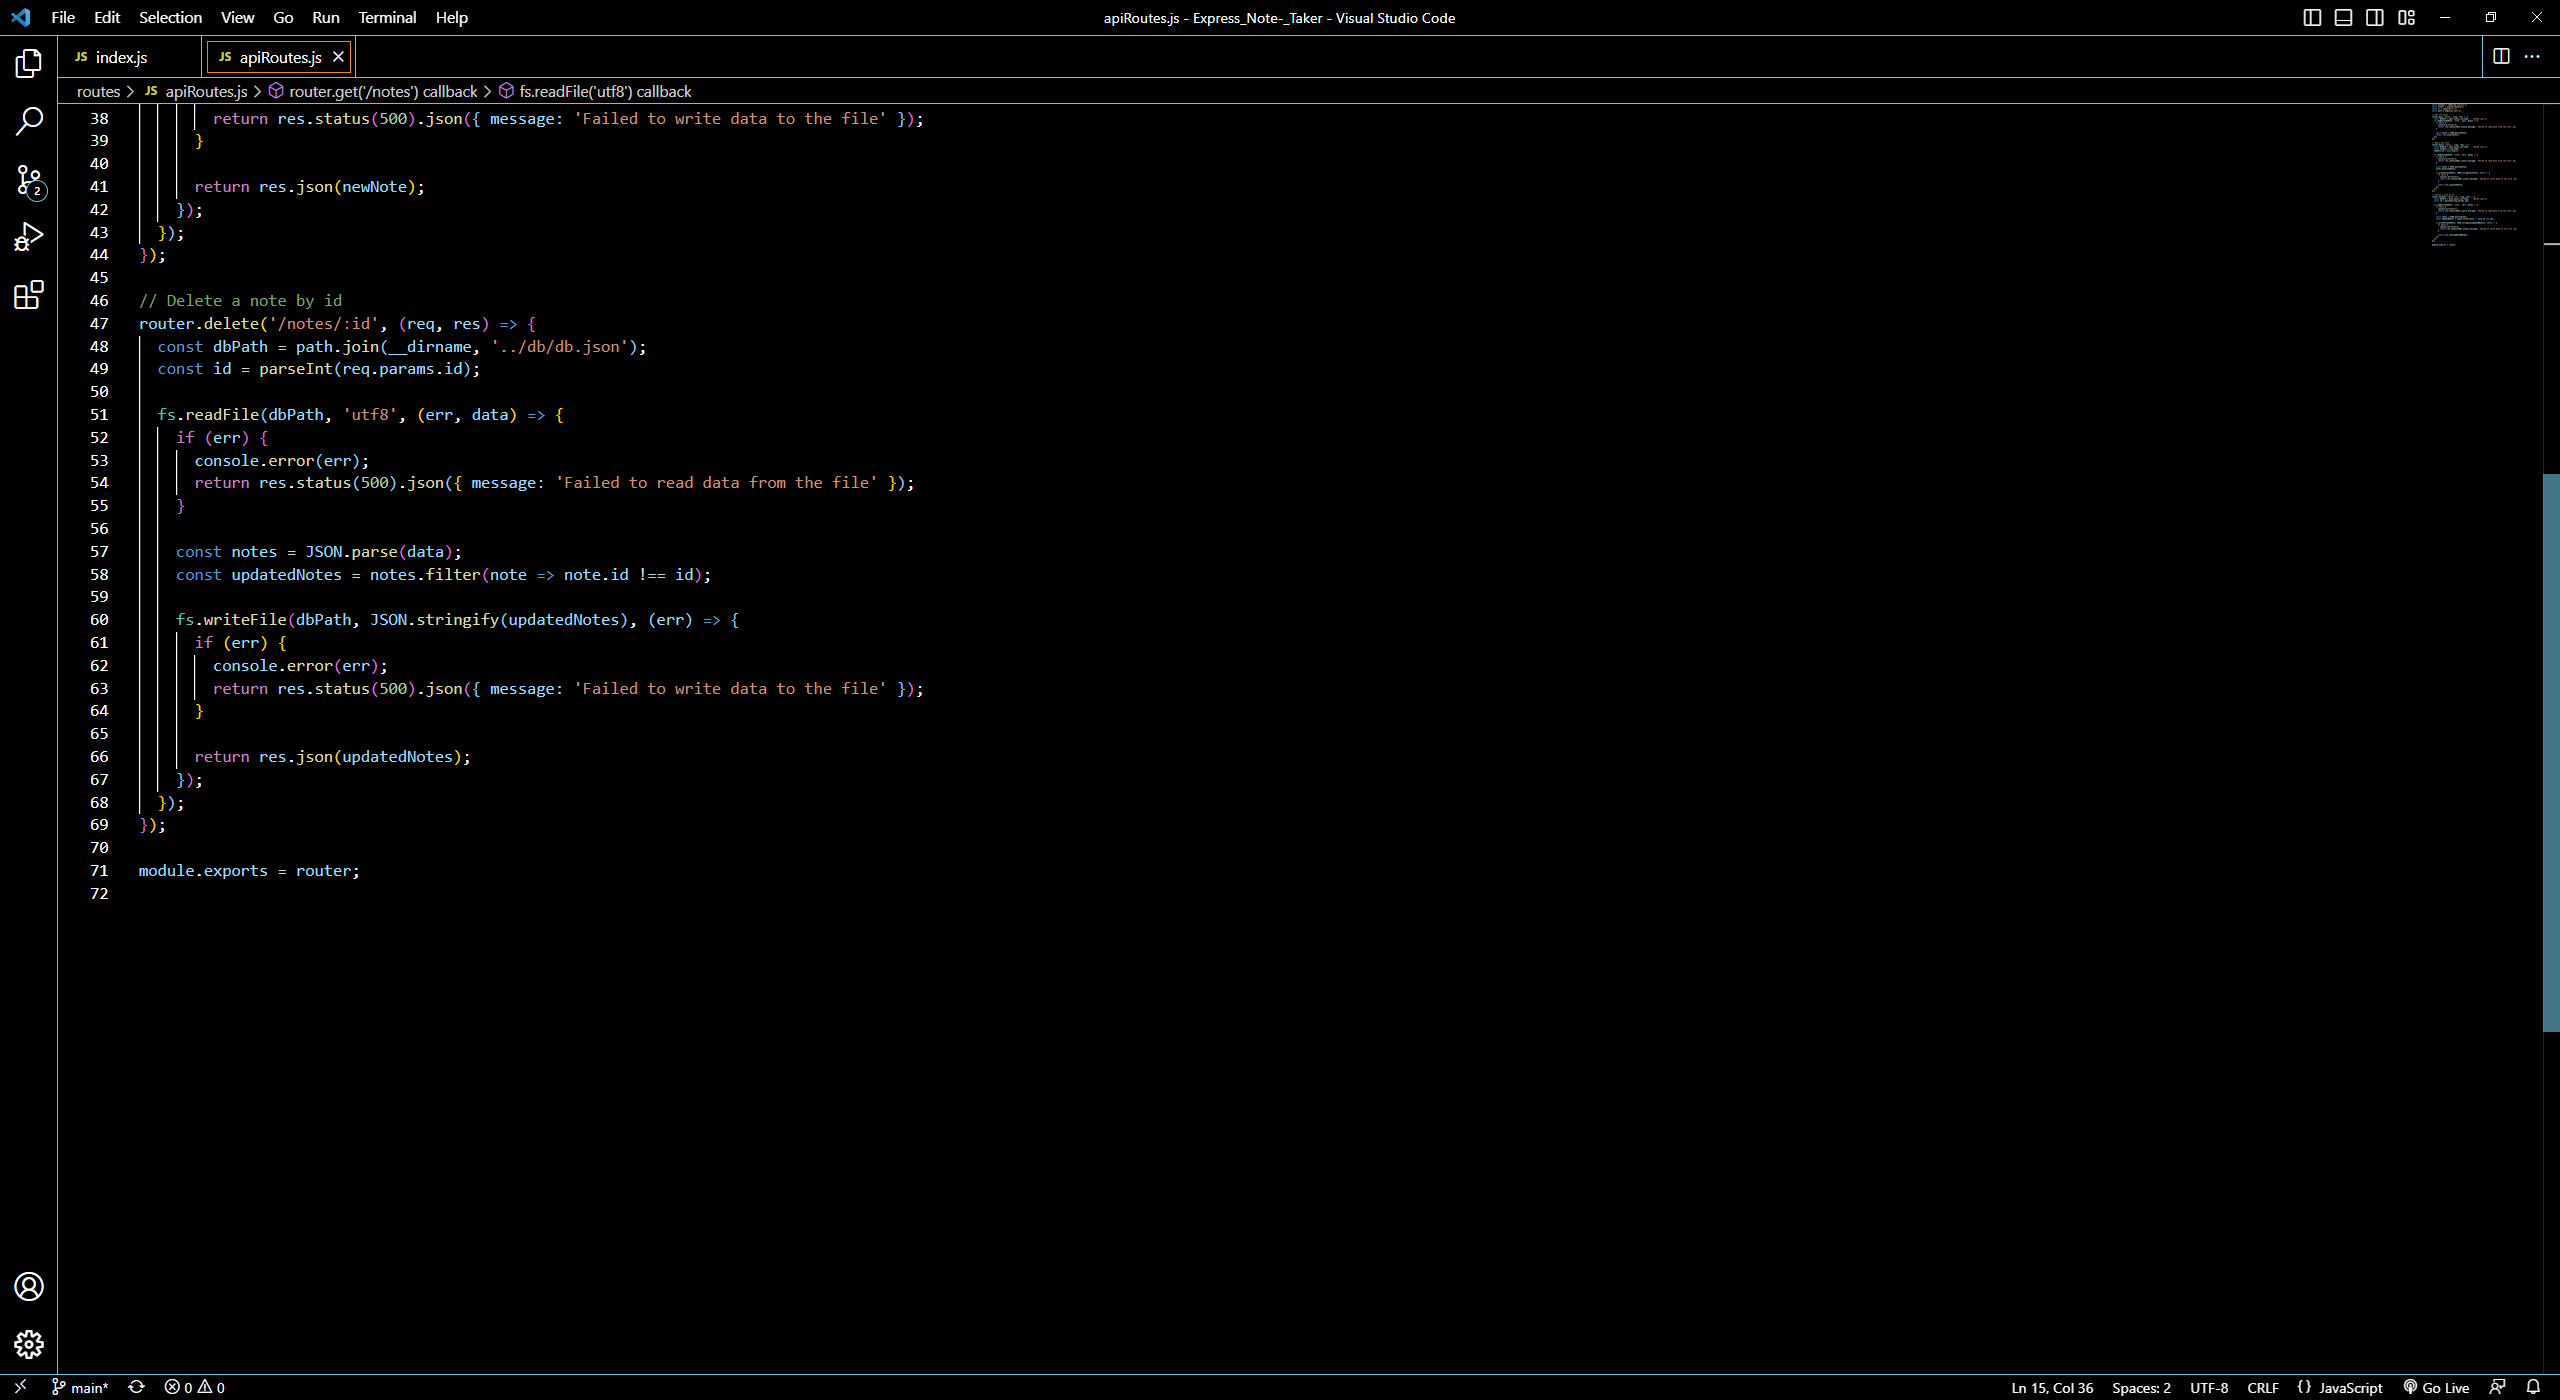 File Edit Selection View Go Run Terminal Help
apiRoutes.js - Express_Note-_Taker - Visual Studio Code
JS index.js
JS apiRoutes.js
routes > JS apiRoutes.js > router.get('/notes') callback > fs.readFile('utf8') callback
38 return res.status(500).json({ message: 'Failed to write data to the file' });
39 }
40
41 return res.json(newNote);
42 });
43 });
44 });
45
46 // Delete a note by id
47 router.delete('/notes/:id', (req, res) => {
48 const dbPath = path.join(__dirname, '../db/db.json');
49 const id = parseInt(req.params.id);
50
51 fs.readFile(dbPath, 'utf8', (err, data) => {
52 if (err) {
53 console.error(err);
54 return res.status(500).json({ message: 'Failed to read data from the file' });
55 }
56
57 const notes = JSON.parse(data);
58 const updatedNotes = notes.filter(note => note.id !== id);
59
60 fs.writeFile(dbPath, JSON.stringify(updatedNotes), (err) => {
61 if (err) {
62 console.error(err);
63 return res.status(500).json({ message: 'Failed to write data to the file' });
64 }
65
66 return res.json(updatedNotes);
67 });
68 });
69 });
70
71 module.exports = router;
72
2
main* 0 0
Ln 15, Col 36 Spaces: 2 UTF-8 CRLF {} JavaScript Go Live